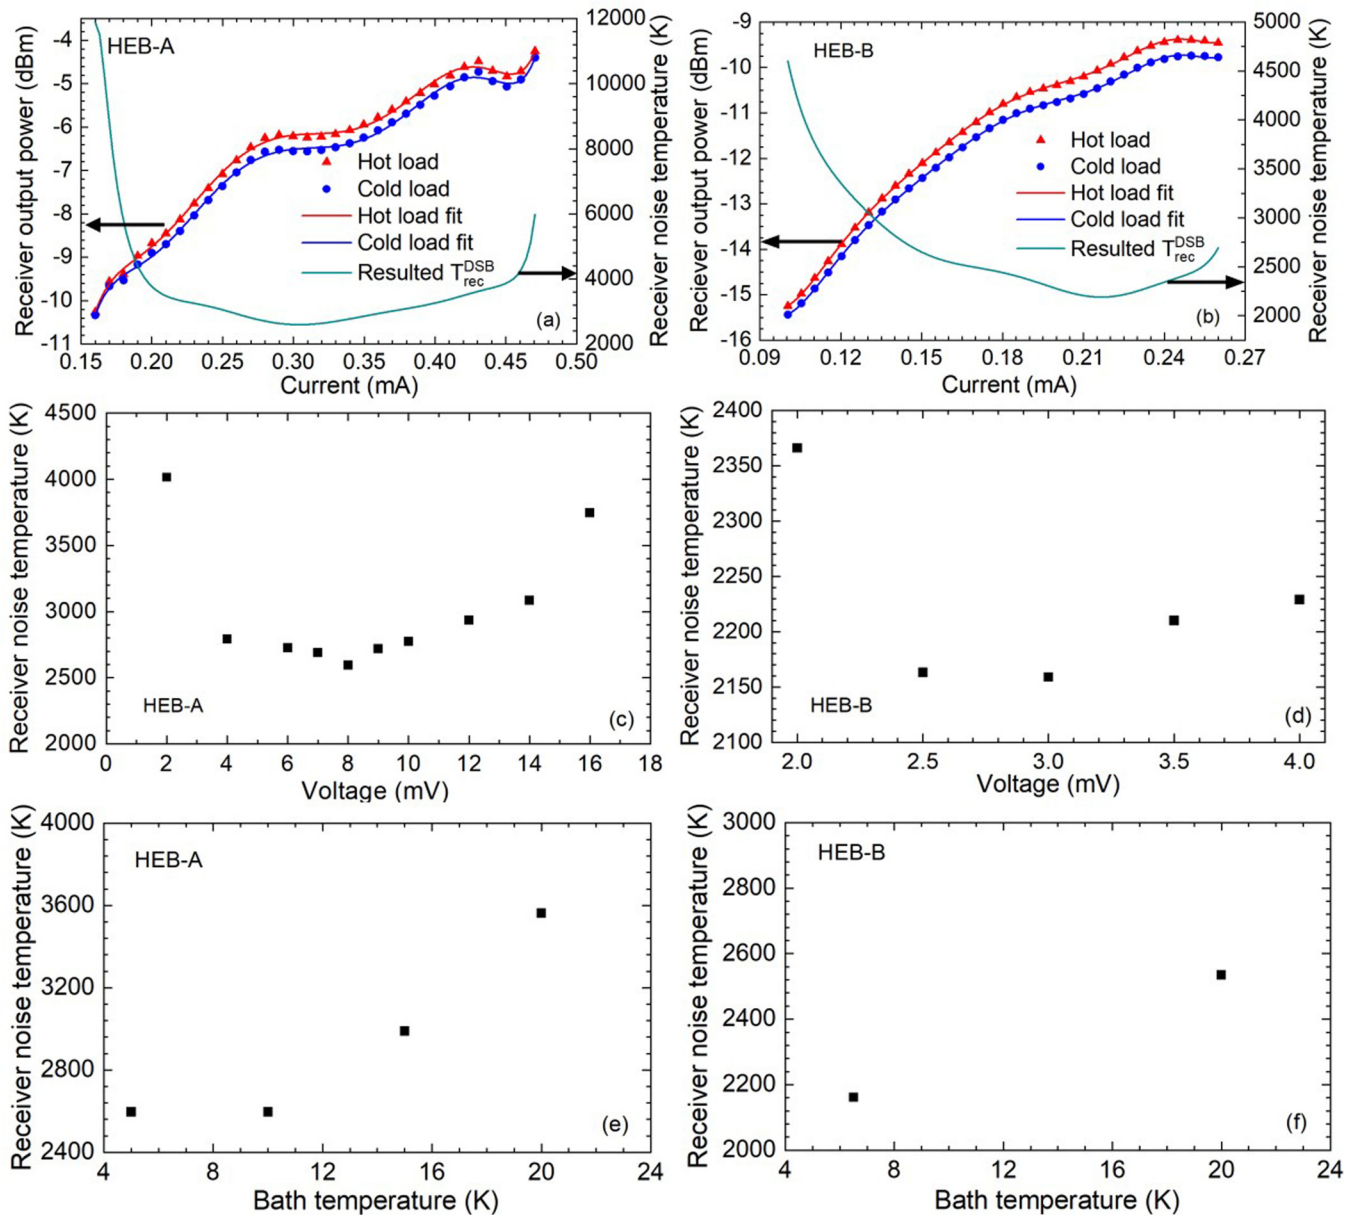 HEB-A
Receiver output power (dBm)
-4
-5
-6
-7
-8
-9
-10
-11
0.15 0.20 0.25 0.30 0.35 0.40 0.45 0.50
Current (mA)
12000
10000
8000
6000
4000
2000
Receiver noise temperature (K)
Hot load
Cold load
Hot load fit
Cold load fit
Resulted T_rec^DSB
(a)
HEB-B
Reciever output power (dBm)
-9
-10
-11
-12
-13
-14
-15
-16
0.09 0.12 0.15 0.18 0.21 0.24 0.27
Current (mA)
5000
4500
4000
3500
3000
2500
2000
Receiver noise temperature (K)
Hot load
Cold load
Hot load fit
Cold load fit
Resulted T_rec^DSB
(b)
Receiver noise temperature (K)
4500
4000
3500
3000
2500
2000
HEB-A
(c)
0 2 4 6 8 10 12 14 16 18
Voltage (mV)
Receiver noise temperature (K)
2400
2350
2300
2250
2200
2150
2100
HEB-B
(d)
2.0 2.5 3.0 3.5 4.0
Voltage (mV)
Receiver noise temperature (K)
4000
3600
3200
2800
2400
HEB-A
(e)
4 8 12 16 20 24
Bath temperature (K)
Receiver noise temperature (K)
3000
2800
2600
2400
2200
2000
HEB-B
(f)
4 8 12 16 20 24
Bath temperature (K)